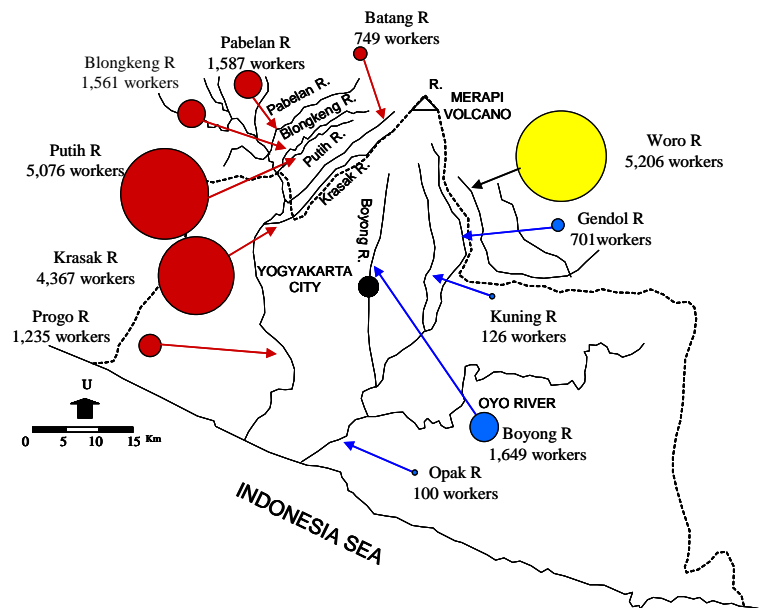 Batang R
749 workers
Pabelan R
1,587 workers
Blongkeng R
1,561 workers
Pabelan R.
Blongkeng R.
Putih R.
Krasak R.
R.
MERAPI
VOLCANO
Putih R
5,076 workers
Woro R
5,206 workers
Gendol R
701workers
Krasak R
4,367 workers
Boyong R
YOGYAKARTA
CITY
Kuning R
126 workers
Progo R
1,235 workers
U
0 5 10 15 Km
OYO RIVER
Boyong R
1,649 workers
Opak R
100 workers
INDONESIA SEA